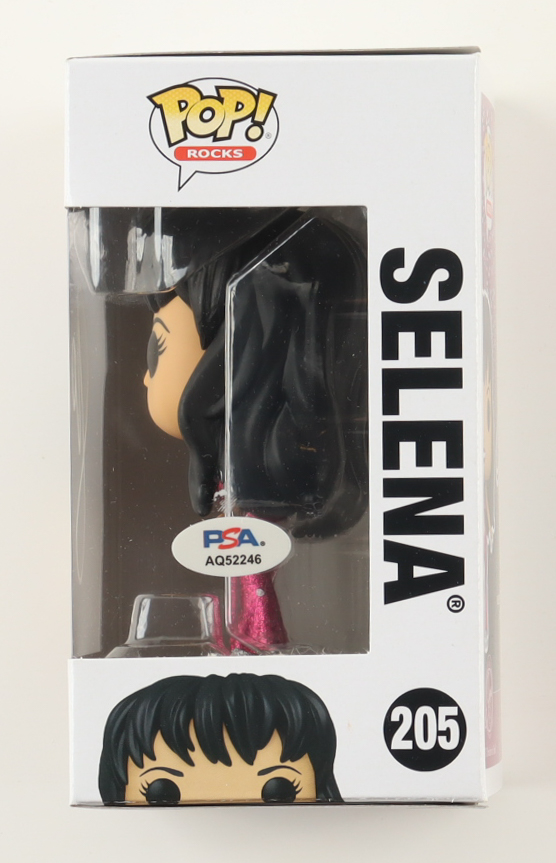 POP!®
ROCKS
SELENA®
PSA.
AQ52246
205